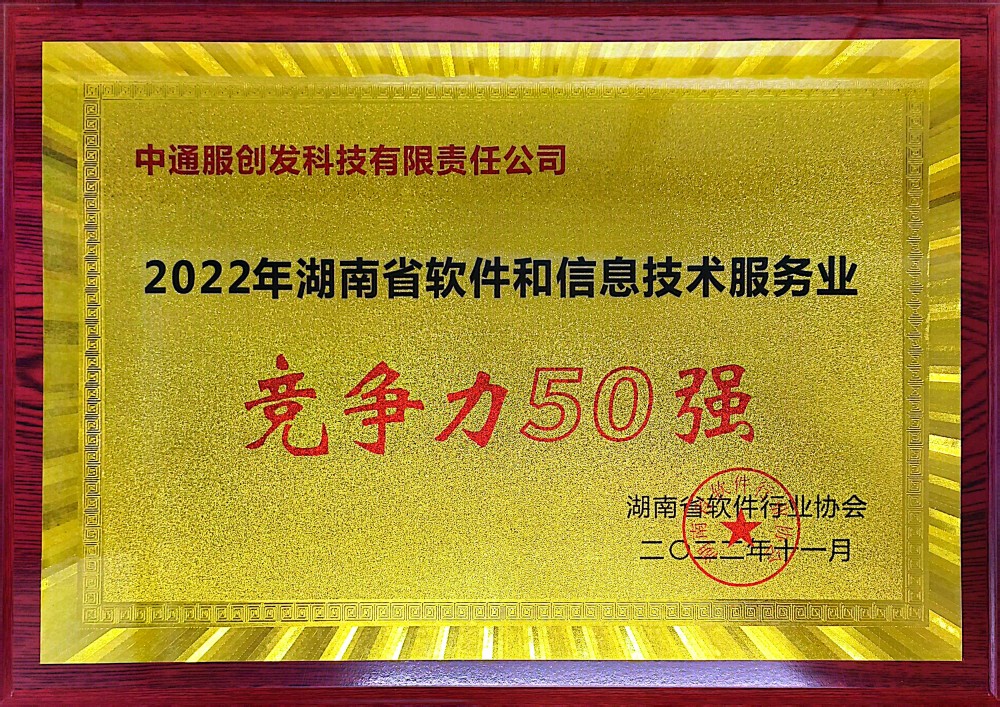 中通服创发科技有限责任公司
2022年湖南省软件和信息技术服务业
竞争力50强
湖南省软件行业协会
二〇二二年十一月